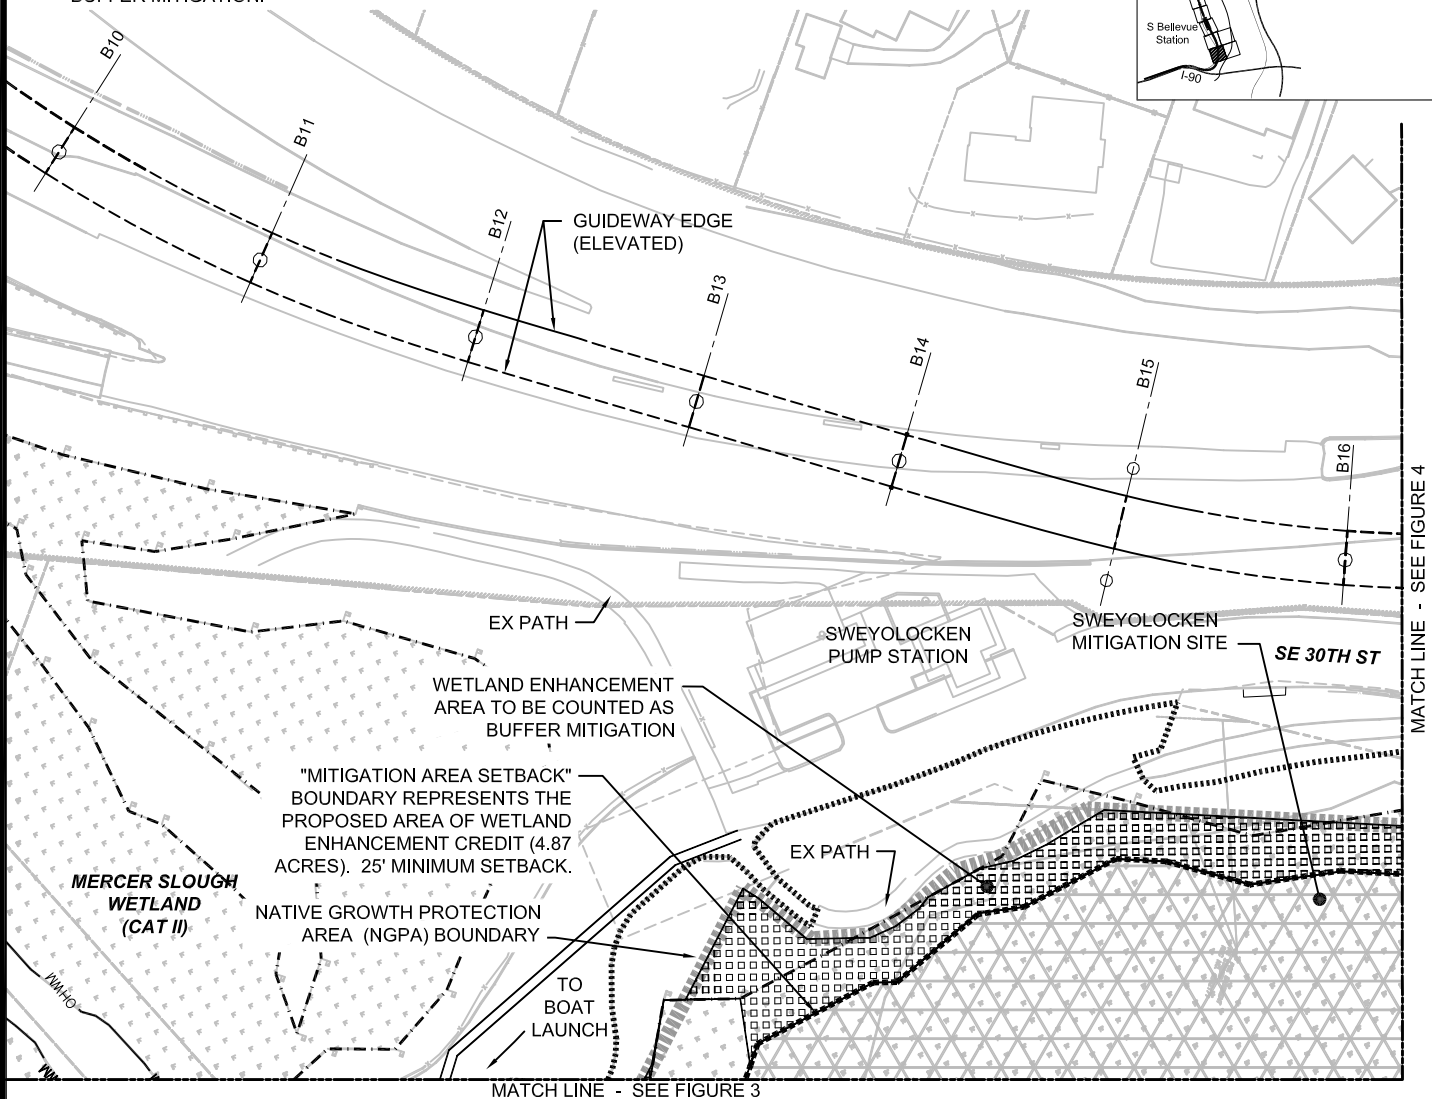 BUFFER MITIGATION.
S Bellevue
Station
I-90
B10
B11
B12
B13
B14
B15
B16
GUIDEWAY EDGE
(ELEVATED)
MATCH LINE - SEE FIGURE 4
EX PATH
SWEYOLOCKEN
PUMP STATION
SWEYOLOCKEN
MITIGATION SITE
SE 30TH ST
WETLAND ENHANCEMENT
AREA TO BE COUNTED AS
BUFFER MITIGATION
"MITIGATION AREA SETBACK"
BOUNDARY REPRESENTS THE
PROPOSED AREA OF WETLAND
ENHANCEMENT CREDIT (4.87
ACRES). 25' MINIMUM SETBACK.
EX PATH
MERCER SLOUGH
WETLAND
(CAT II)
NATIVE GROWTH PROTECTION
AREA (NGPA) BOUNDARY
OHWM
TO
BOAT
LAUNCH
MATCH LINE - SEE FIGURE 3